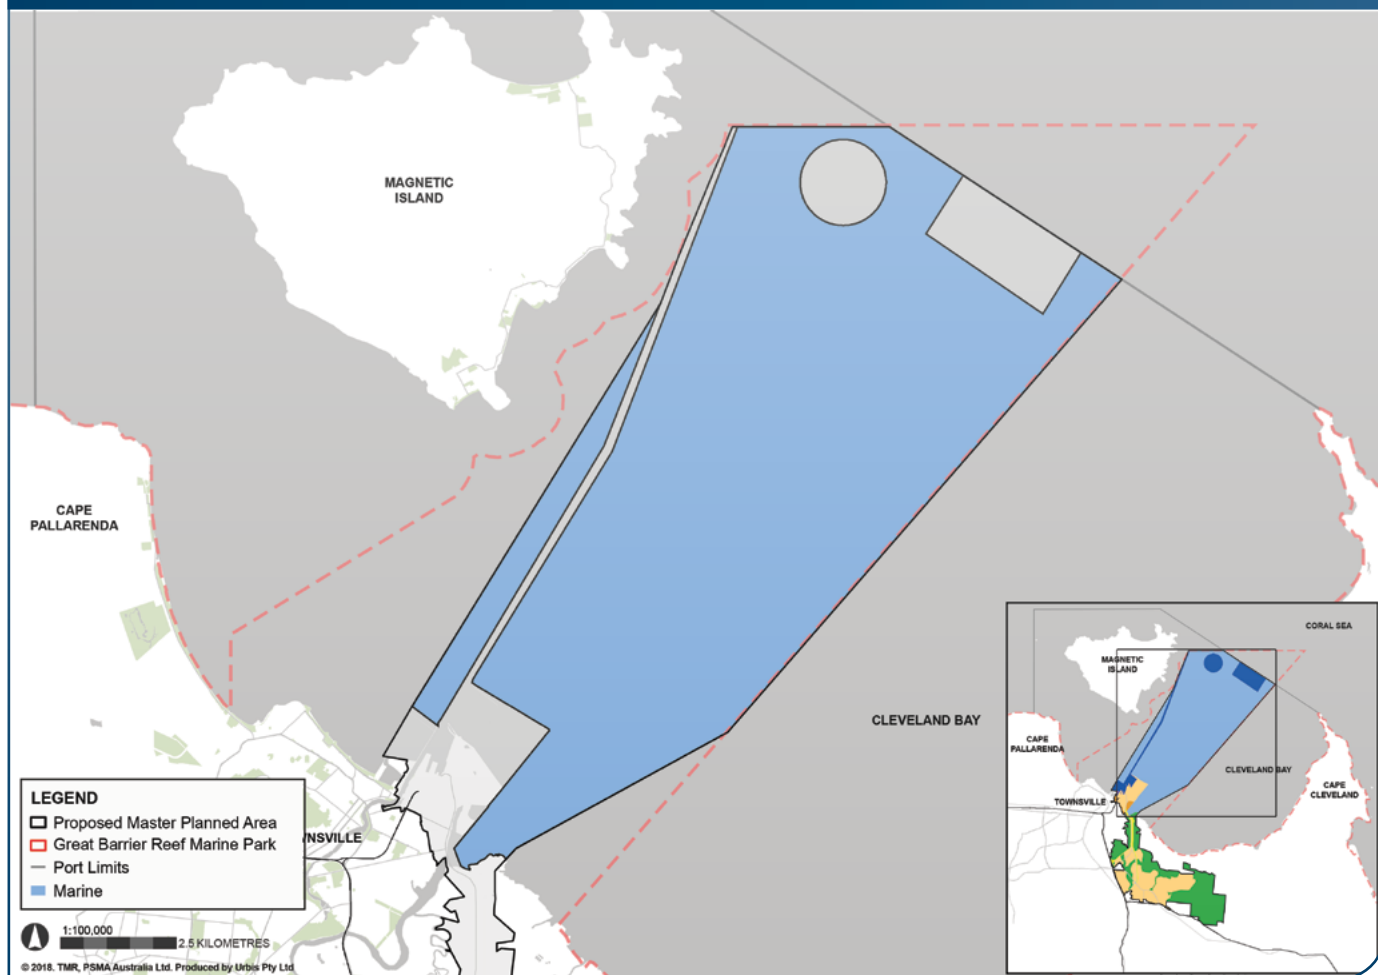 MAGNETIC
ISLAND
CAPE
PALLARENDA
CLEVELAND BAY
LEGEND
Proposed Master Planned Area
Great Barrier Reef Marine Park
Port Limits
Marine
WNSVILLE
1:100,000
2.5 KILOMETRES
© 2018. TMR, PSMA Australia Ltd. Produced by Urbis Pty Ltd
CORAL SEA
MAGNETIC
ISLAND
CAPE
PALLARENDA
CLEVELAND BAY
CAPE
CLEVELAND
TOWNSVILLE